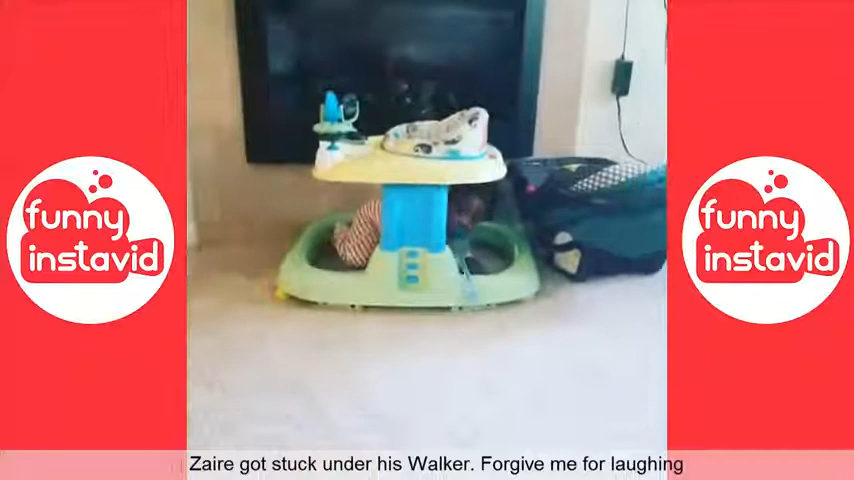 funny
instavid
funny
instavid
Zaire got stuck under his Walker. Forgive me for laughing